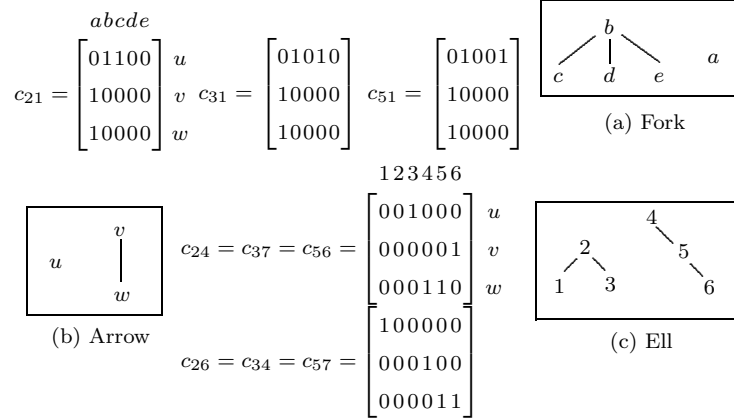 abcde
c21 = [01100 u
10000 v
10000] w
c31 = [01010
10000
10000]
c51 = [01001
10000
10000]
b
c d e a
(a) Fork
u v
w
(b) Arrow
123456
c24 = c37 = c56 = [001000 u
000001 v
000110] w
c26 = c34 = c57 = [100000
000100
000011]
4
2 5
1 3 6
(c) Ell